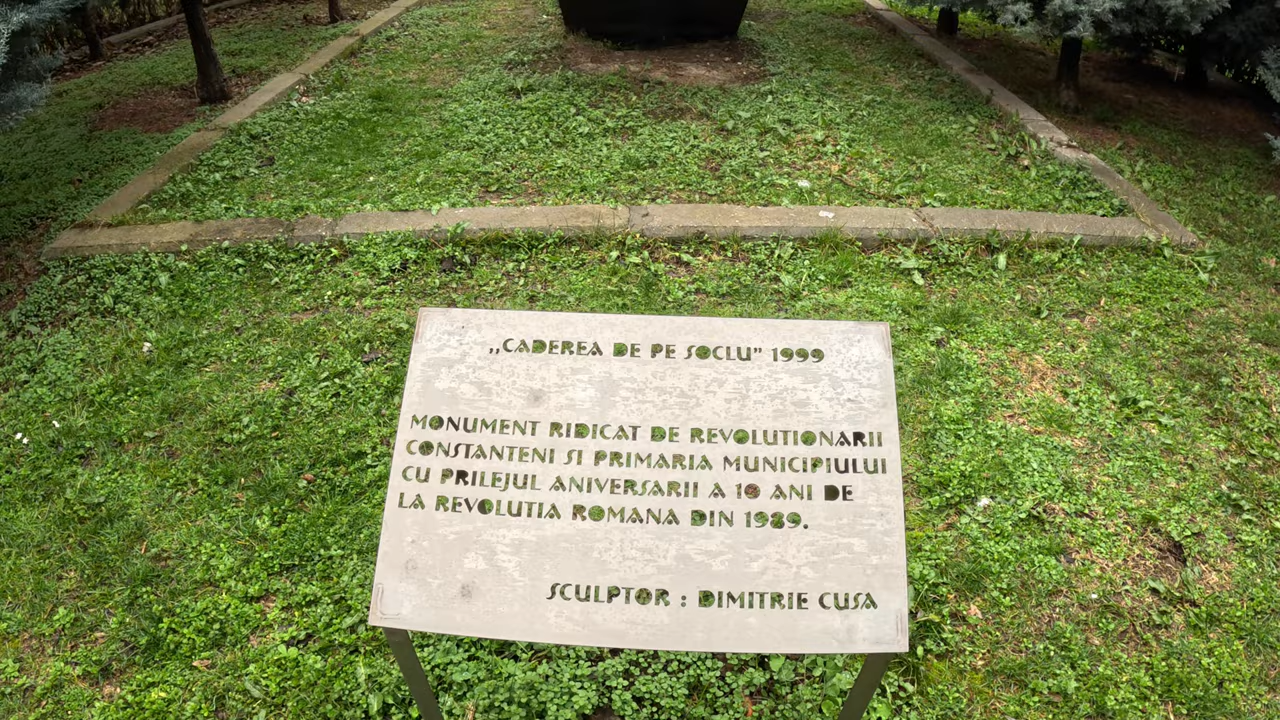 „CADEREA DE PE SOCLU” 1999
MONUMENT RIDICAT DE REVOLUTIONARII
CONSTANTENI SI PRIMARIA MUNICIPIULUI
CU PRILEJUL ANIVERSARII A 10 ANI DE
LA REVOLUTIA ROMANA DIN 1989.
SCULPTOR : DIMITRIE CUSA